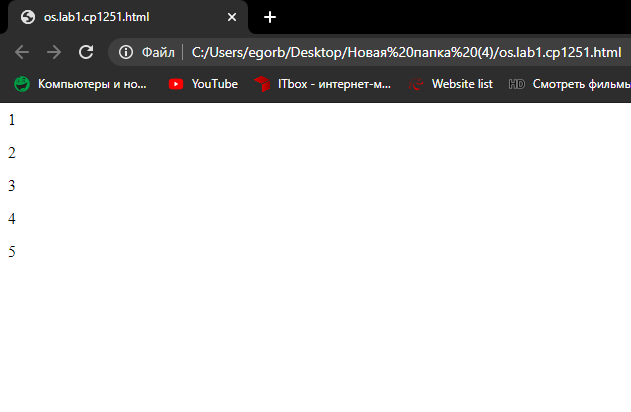 os.lab1.cp1251.html
Файл C:/Users/egorb/Desktop/Новая%20папка%20(4)/os.lab1.cp1251.html
Компьютеры и но... YouTube ITbox - интернет-м... Website list HD Смотреть фильмы
1
2
3
4
5